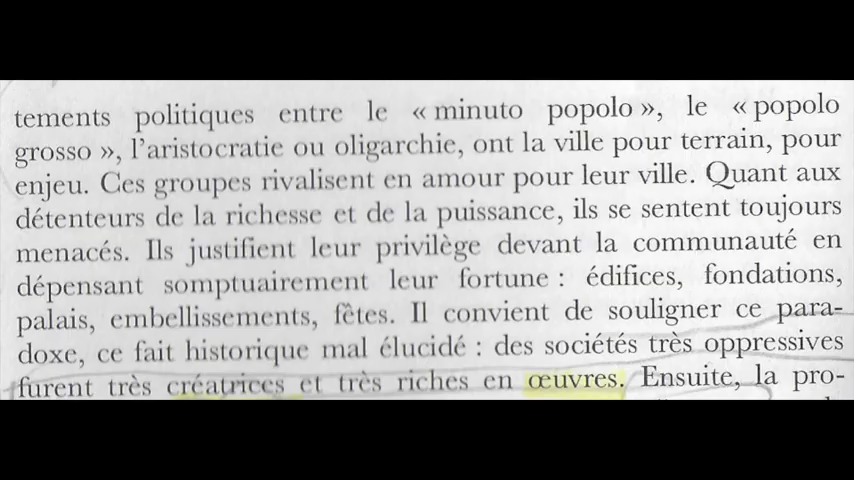 tements politiques entre le « minuto popolo », le « popolo
grosso », l’aristocratie ou oligarchie, ont la ville pour terrain, pour
enjeu. Ces groupes rivalisent en amour pour leur ville. Quant aux
détenteurs de la richesse et de la puissance, ils se sentent toujours
menacés. Ils justifient leur privilège devant la communauté en
dépensant somptuairement leur fortune : édifices, fondations,
palais, embellissements, fêtes. Il convient de souligner ce para-
doxe, ce fait historique mal élucidé : des sociétés très oppressives
furent très créatrices et très riches en œuvres. Ensuite, la pro-